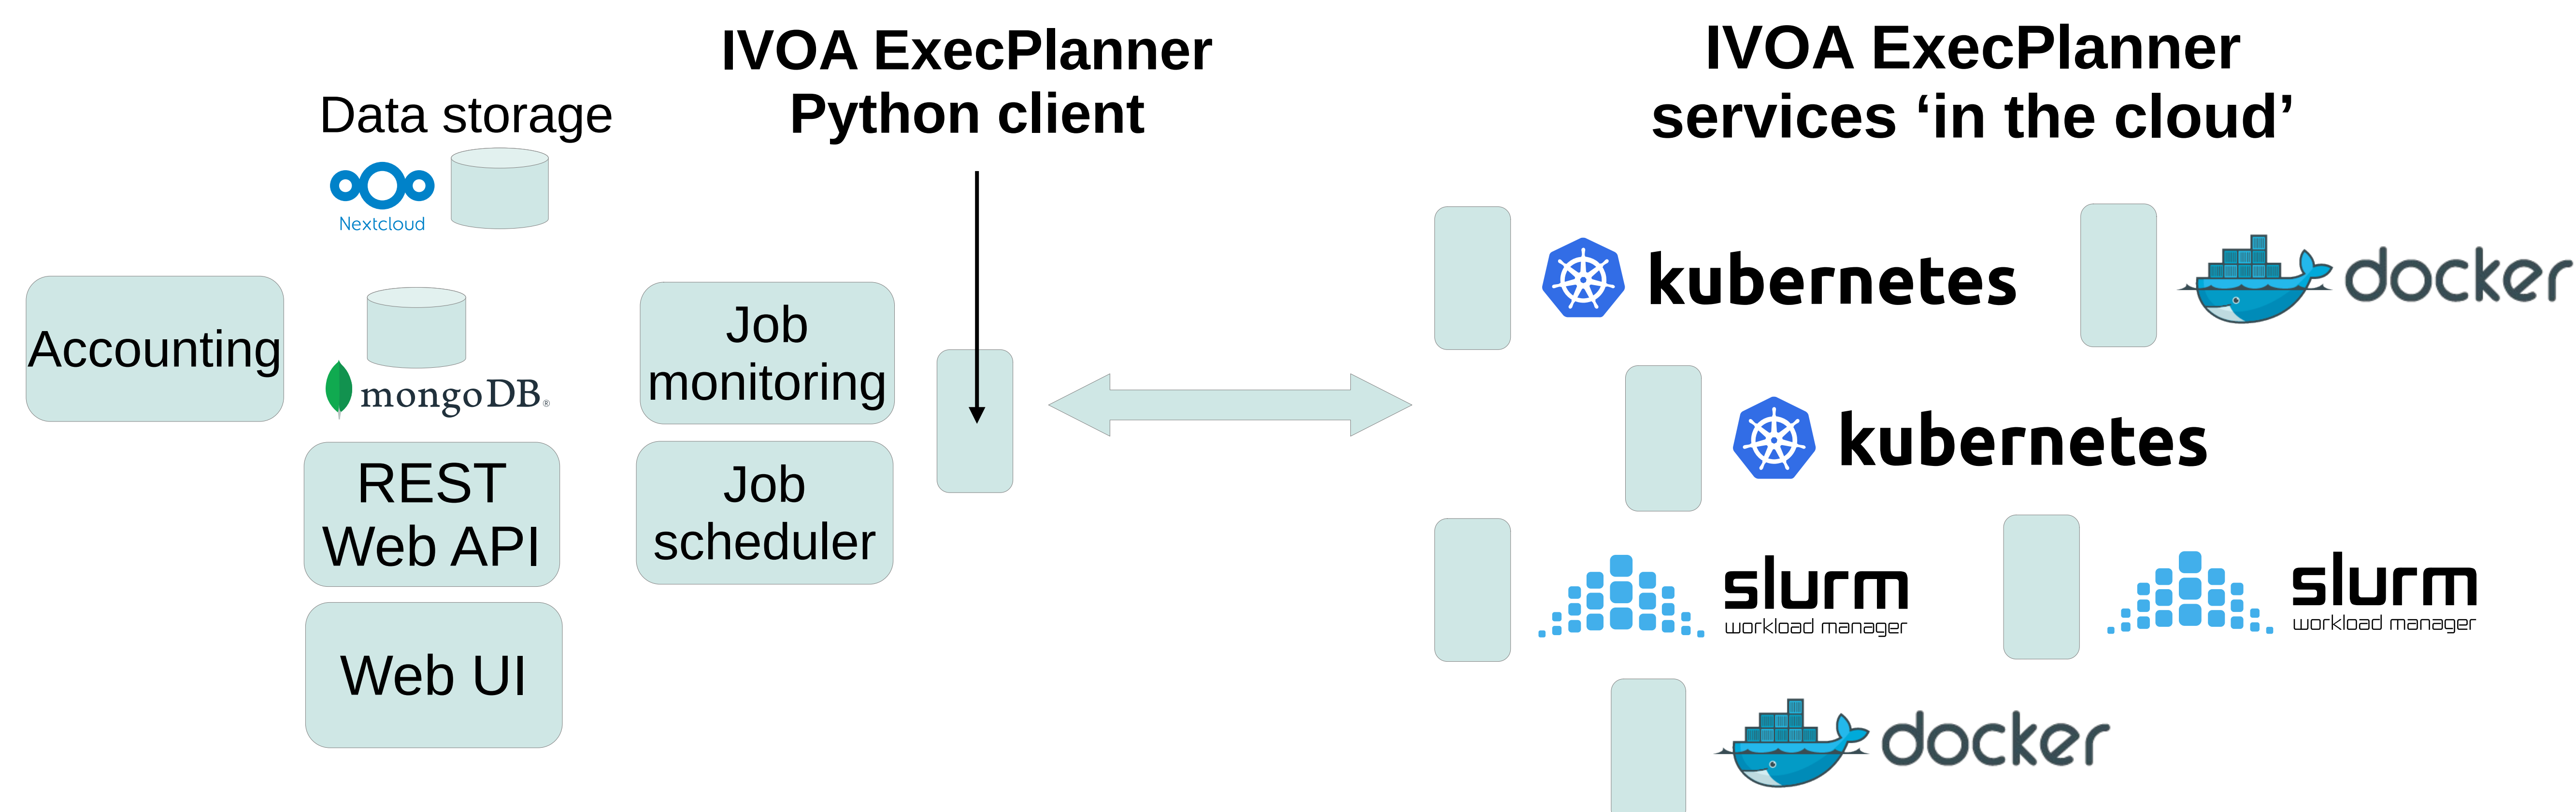 IVOA ExecPlanner
Python client
IVOA ExecPlanner
services ‘in the cloud’
Data storage
Nextcloud
Accounting
mongoDB®
REST
Web API
Web UI
Job
monitoring
Job
scheduler
kubernetes
docker
kubernetes
slurm
workload manager
slurm
workload manager
docker